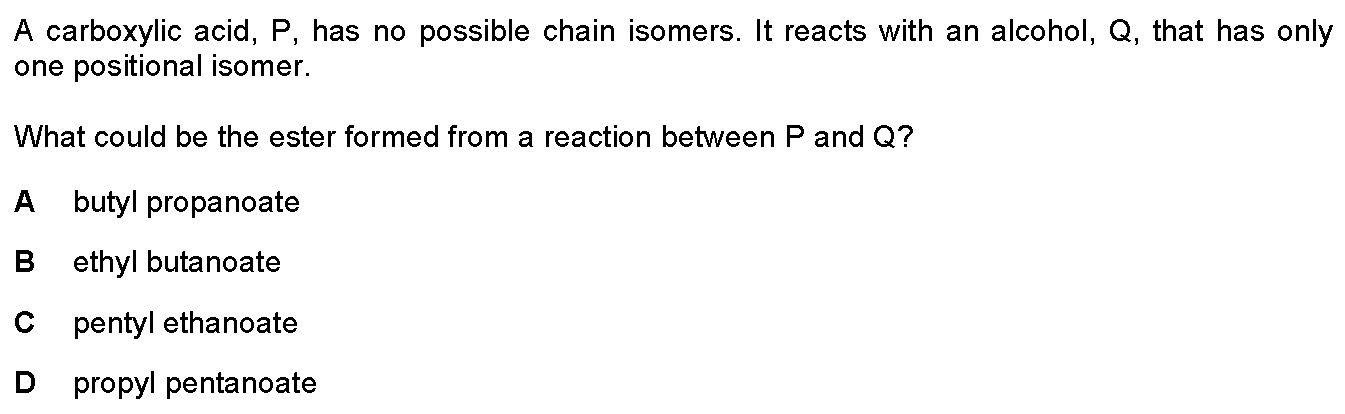 A carboxylic acid, P, has no possible chain isomers. It reacts with an alcohol, Q, that has only
one positional isomer.
What could be the ester formed from a reaction between P and Q?
A butyl propanoate
B ethyl butanoate
C pentyl ethanoate
D propyl pentanoate